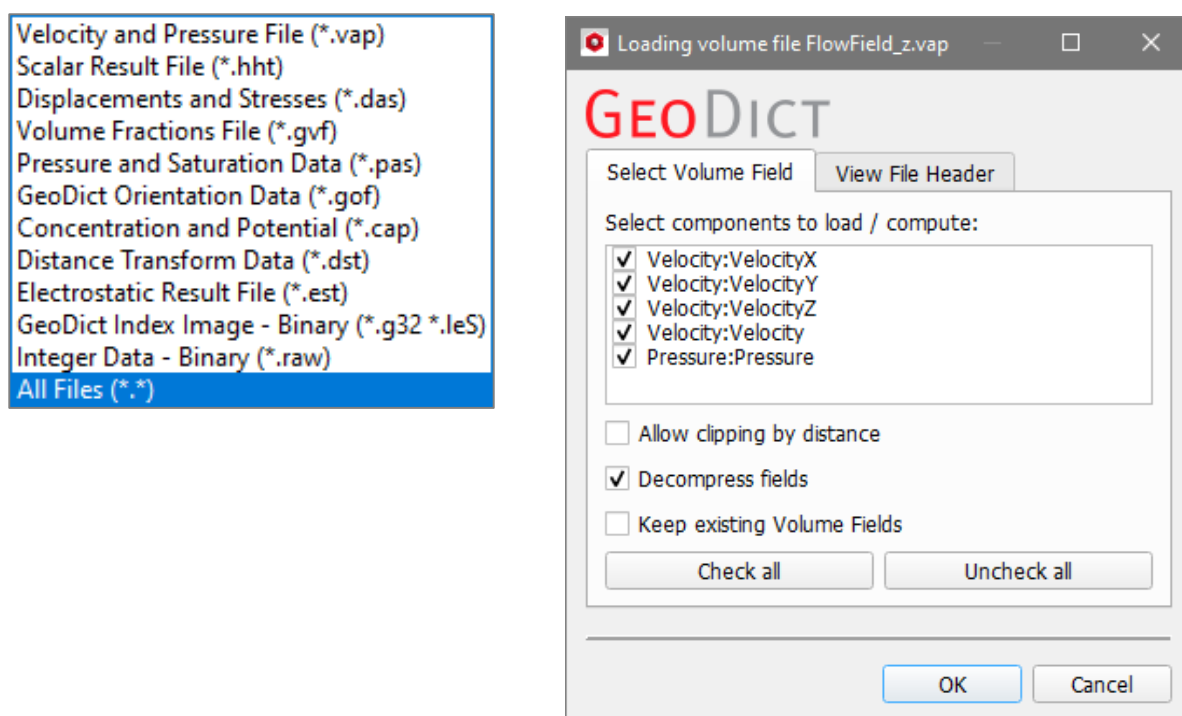 Velocity and Pressure File (*.vap)
Scalar Result File (*.hht)
Displacements and Stresses (*.das)
Volume Fractions File (*.gvf)
Pressure and Saturation Data (*.pas)
GeoDict Orientation Data (*.gof)
Concentration and Potential (*.cap)
Distance Transform Data (*.dst)
Electrostatic Result File (*.est)
GeoDict Index Image - Binary (*.g32 *.leS)
Integer Data - Binary (*.raw)
All Files (*.*)
Loading volume file FlowField_z.vap
GEODICT
Select Volume Field View File Header
Select components to load / compute:
Velocity:VelocityX
Velocity:VelocityY
Velocity:VelocityZ
Velocity:Velocity
Pressure:Pressure
Allow clipping by distance
Decompress fields
Keep existing Volume Fields
Check all Uncheck all
OK Cancel